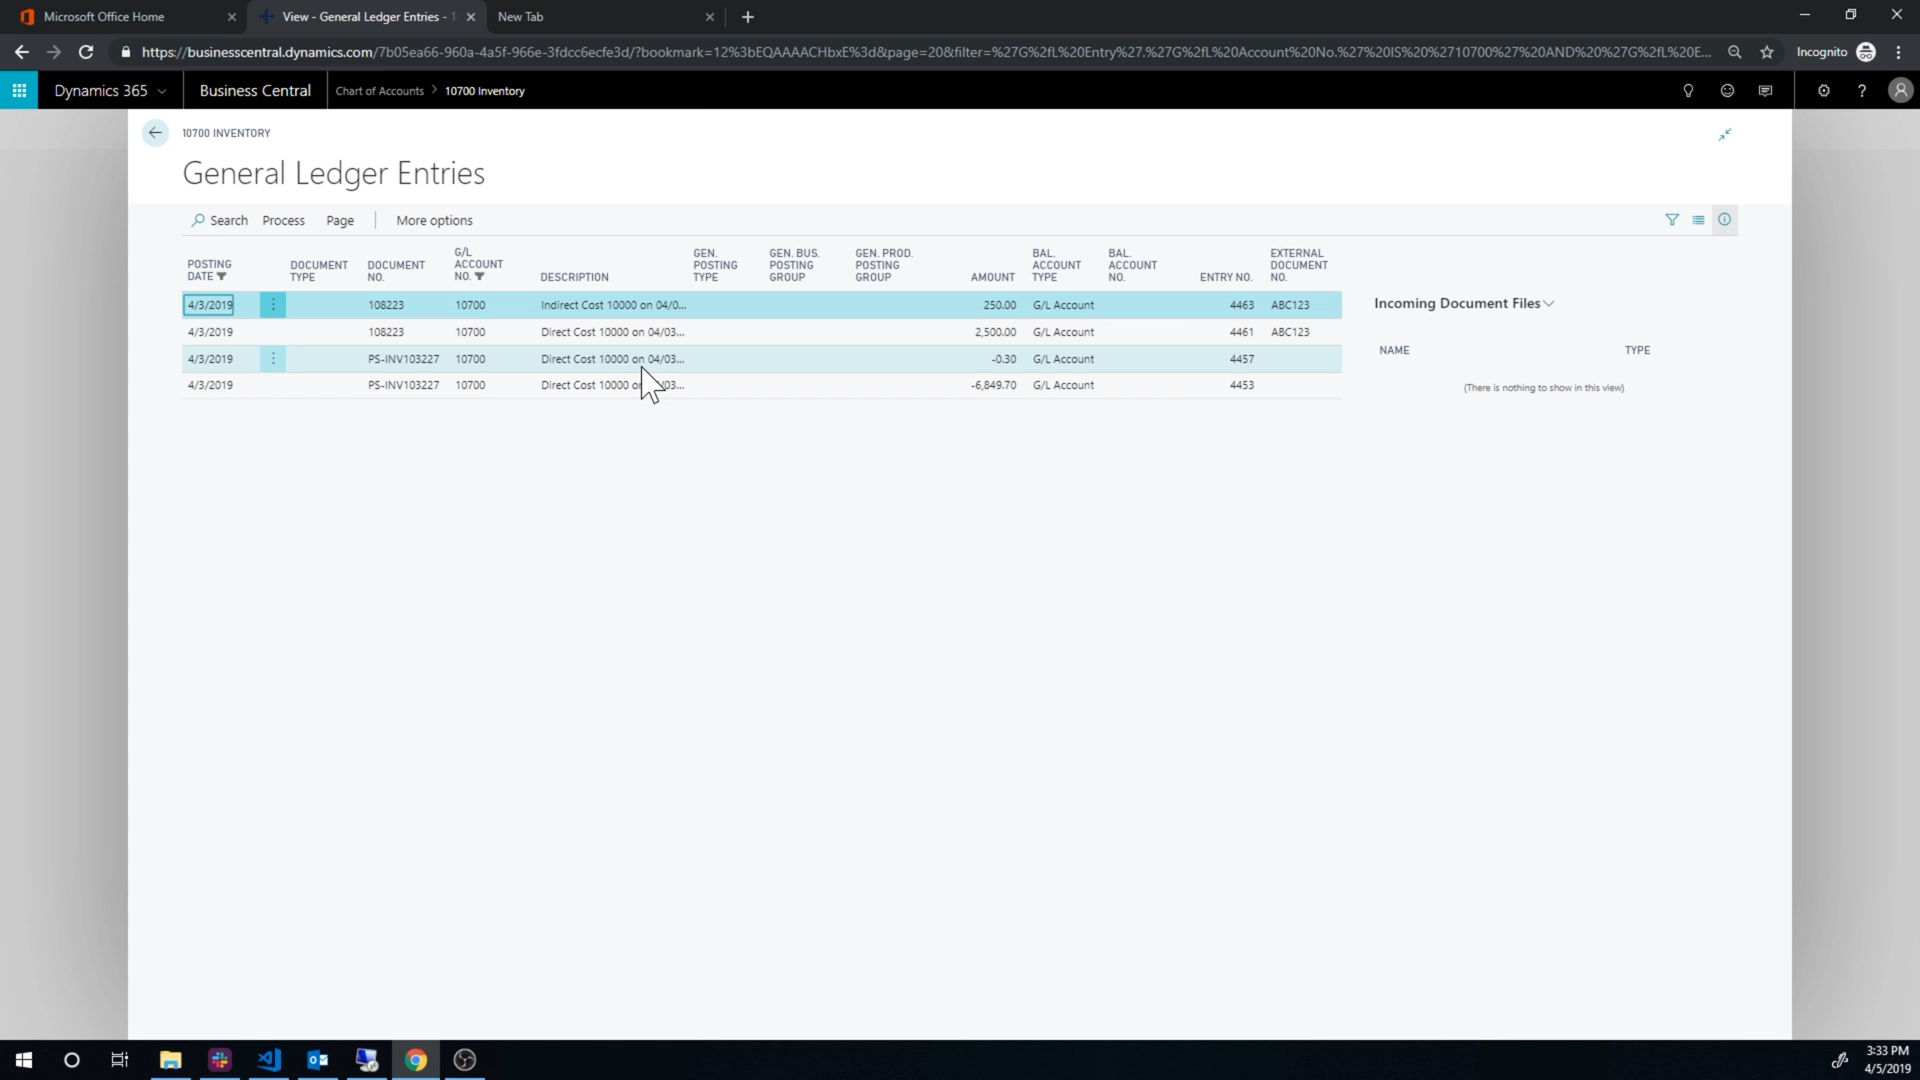 Microsoft Office Home
View - General Ledger Entries - 1
New Tab
https://businesscentral.dynamics.com/7b05ea66-960a-4a5f-966e-3fdcc6ecfe3d/?bookmark=12%3bEQAAAACHbxE%3d&page=20&filter=%27G%2fL%20Entry%27.%27G%2fL%20Account%20No.%27%20IS%20%2710700%27%20AND%20%27G%2fL%20E...
Incognito
Dynamics 365
Business Central
Chart of Accounts > 10700 Inventory
10700 INVENTORY
General Ledger Entries
Search Process Page More options
POSTING DATE
DOCUMENT TYPE
DOCUMENT NO.
G/L ACCOUNT NO.
DESCRIPTION
GEN. POSTING TYPE
GEN. BUS. POSTING GROUP
GEN. PROD. POSTING GROUP
AMOUNT
BAL. ACCOUNT TYPE
BAL. ACCOUNT NO.
ENTRY NO.
EXTERNAL DOCUMENT NO.
4/3/2019 108223 10700 Indirect Cost 10000 on 04/0... 250.00 G/L Account 4463 ABC123
4/3/2019 108223 10700 Direct Cost 10000 on 04/03... 2,500.00 G/L Account 4461 ABC123
4/3/2019 PS-INV103227 10700 Direct Cost 10000 on 04/03... -0.30 G/L Account 4457
4/3/2019 PS-INV103227 10700 Direct Cost 10000 /03... -6,849.70 G/L Account 4453
Incoming Document Files
NAME TYPE
(There is nothing to show in this view)
3:33 PM
4/5/2019